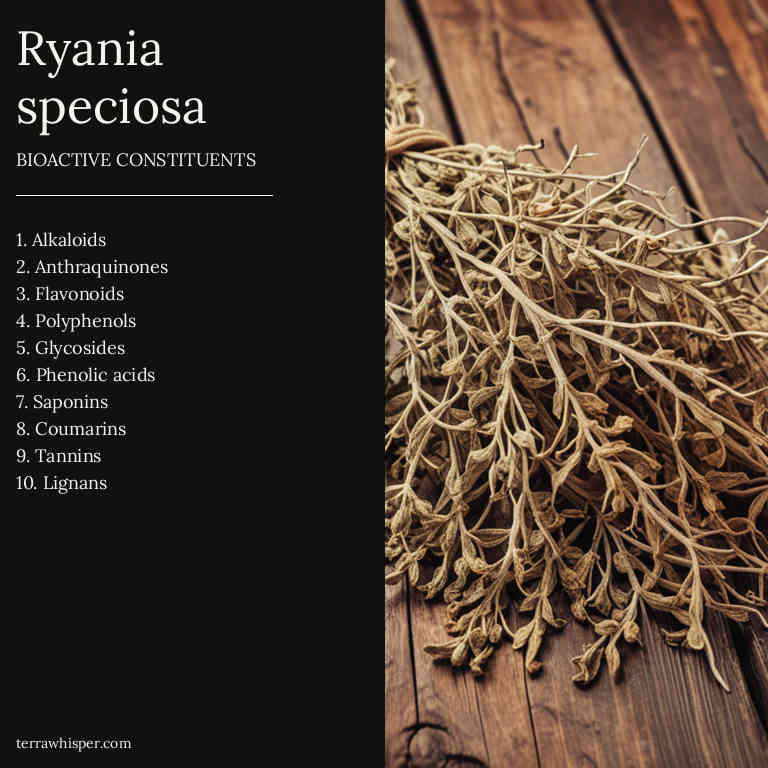 Ryania
speciosa
BIOACTIVE CONSTITUENTS
1. Alkaloids
2. Anthraquinones
3. Flavonoids
4. Polyphenols
5. Glycosides
6. Phenolic acids
7. Saponins
8. Coumarins
9. Tannins
10. Lignans
terrawhisper.com